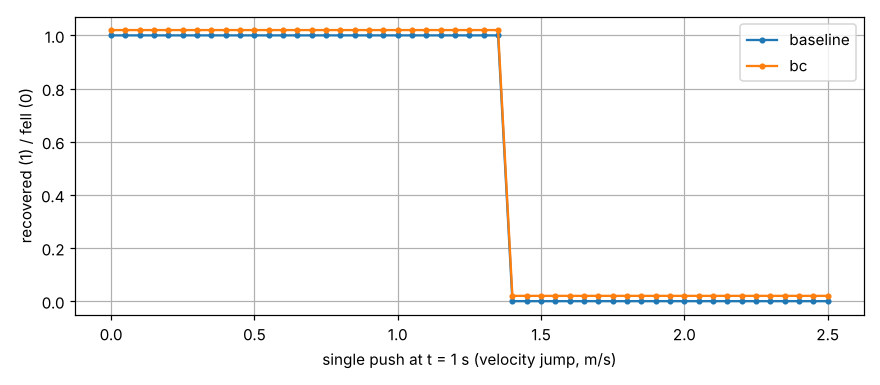 1.0
0.8
0.6
0.4
0.2
0.0
recovered (1) / fell (0)
baseline
bc
0.0 0.5 1.0 1.5 2.0 2.5
single push at t = 1 s (velocity jump, m/s)